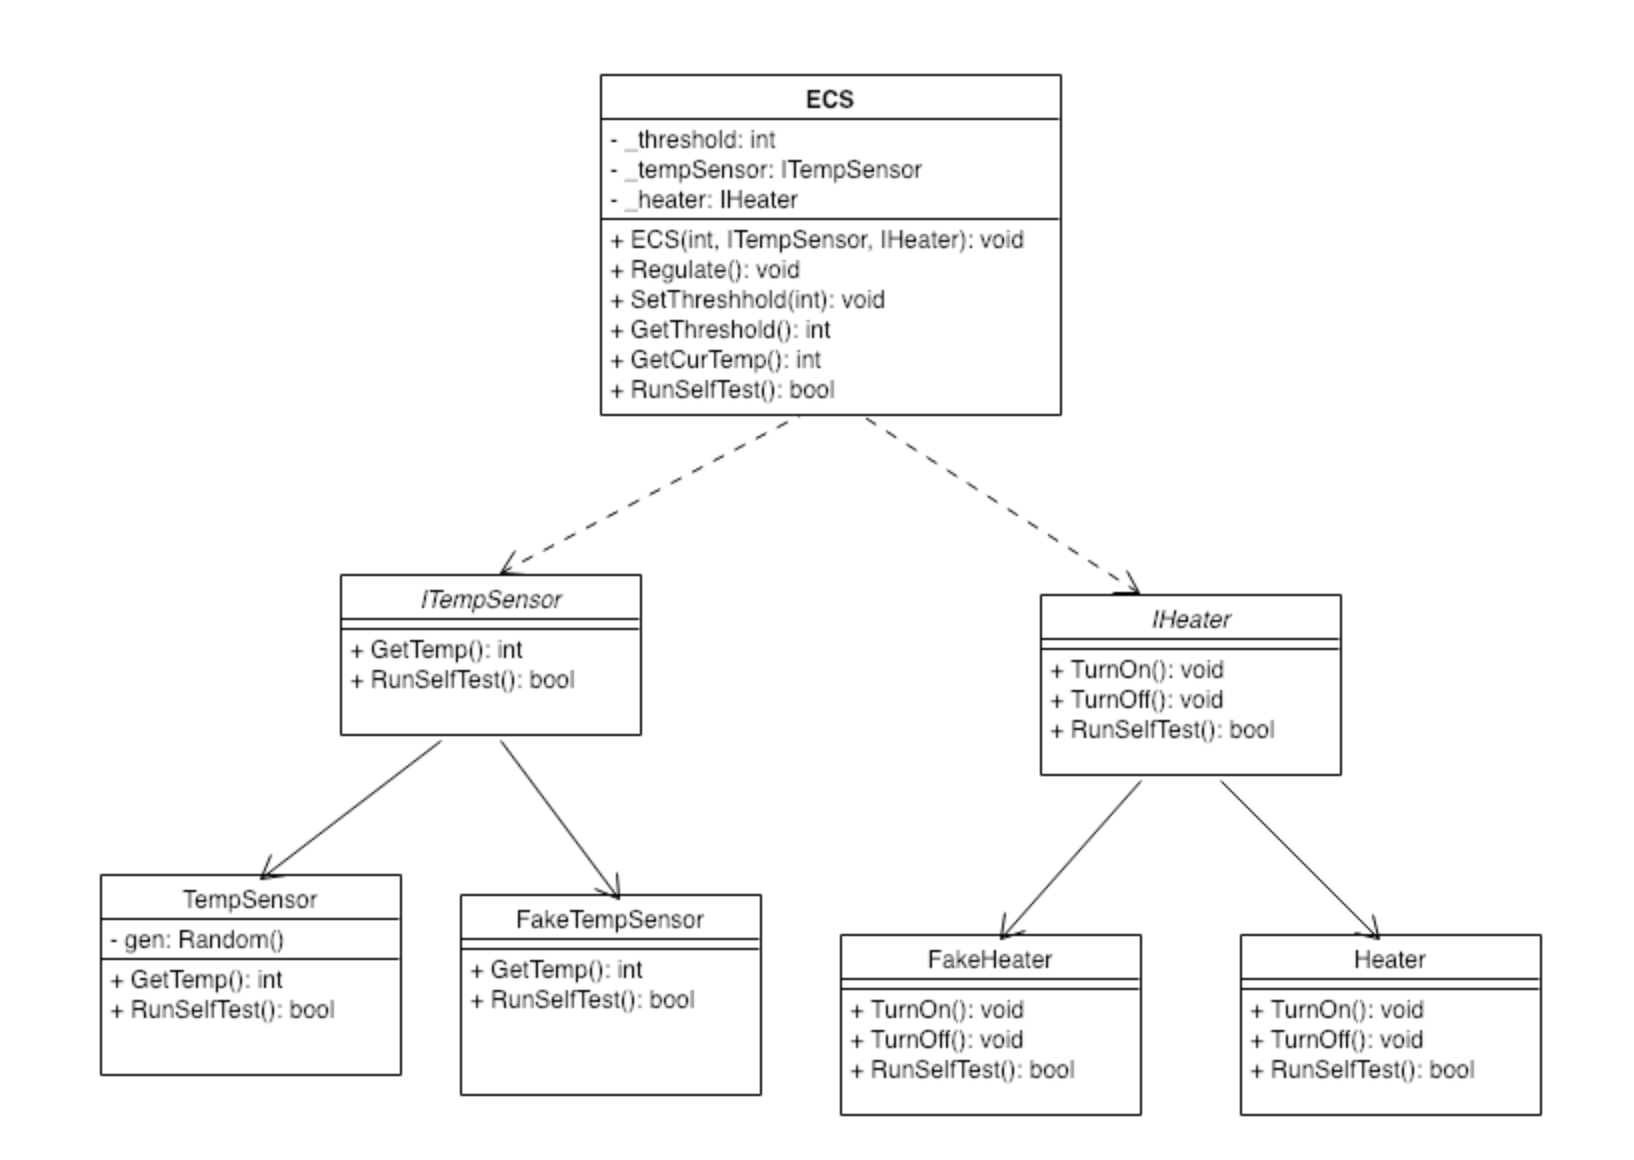 ECS
- _threshold: int
- _tempSensor: ITempSensor
- _heater: IHeater
+ ECS(int, ITempSensor, IHeater): void
+ Regulate(): void
+ SetThreshhold(int): void
+ GetThreshold(): int
+ GetCurTemp(): int
+ RunSelfTest(): bool
ITempSensor
+ GetTemp(): int
+ RunSelfTest(): bool
IHeater
+ TurnOn(): void
+ TurnOff(): void
+ RunSelfTest(): bool
TempSensor
- gen: Random()
+ GetTemp(): int
+ RunSelfTest(): bool
FakeTempSensor
+ GetTemp(): int
+ RunSelfTest(): bool
FakeHeater
+ TurnOn(): void
+ TurnOff(): void
+ RunSelfTest(): bool
Heater
+ TurnOn(): void
+ TurnOff(): void
+ RunSelfTest(): bool